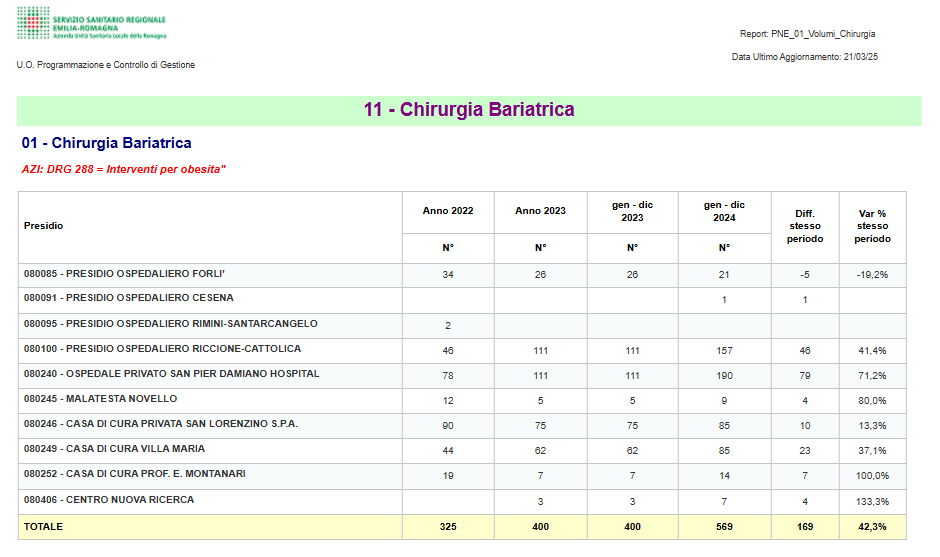 SERVIZIO SANITARIO REGIONALE
EMILIA-ROMAGNA
Azienda Unità Sanitaria Locale della Romagna
Report: PNE_01_Volumi_Chirurgia
U.O. Programmazione e Controllo di Gestione
Data Ultimo Aggiornamento: 21/03/25
11 - Chirurgia Bariatrica
01 - Chirurgia Bariatrica
AZI: DRG 288 = Interventi per obesita"
Presidio Anno 2022 Anno 2023 gen - dic 2023 gen - dic 2024 Diff. stesso periodo Var % stesso periodo
N° N° N° N°
080085 - PRESIDIO OSPEDALIERO FORLI' 34 26 26 21 -5 -19,2%
080091 - PRESIDIO OSPEDALIERO CESENA 1 1
080095 - PRESIDIO OSPEDALIERO RIMINI-SANTARCANGELO 2
080100 - PRESIDIO OSPEDALIERO RICCIONE-CATTOLICA 46 111 111 157 46 41,4%
080240 - OSPEDALE PRIVATO SAN PIER DAMIANO HOSPITAL 78 111 111 190 79 71,2%
080245 - MALATESTA NOVELLO 12 5 5 9 4 80,0%
080246 - CASA DI CURA PRIVATA SAN LORENZINO S.P.A. 90 75 75 85 10 13,3%
080249 - CASA DI CURA VILLA MARIA 44 62 62 85 23 37,1%
080252 - CASA DI CURA PROF. E. MONTANARI 19 7 7 14 7 100,0%
080406 - CENTRO NUOVA RICERCA 3 3 7 4 133,3%
TOTALE 325 400 400 569 169 42,3%